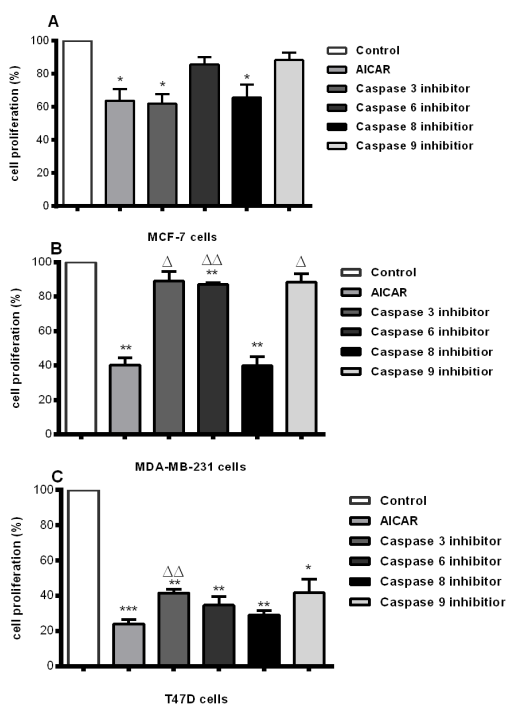 A
cell proliferation (%)
100
80
60
40
20
0
*
*
*
Control
AICAR
Caspase 3 inhibitor
Caspase 6 inhibitor
Caspase 8 inhibitior
Caspase 9 inhibitior
MCF-7 cells
B
cell proliferation (%)
100
80
60
40
20
0
**
Δ
ΔΔ
**
**
Δ
Control
AICAR
Caspase 3 inhibitor
Caspase 6 inhibitor
Caspase 8 inhibitior
Caspase 9 inhibitior
MDA-MB-231 cells
C
cell proliferation (%)
100
80
60
40
20
0
***
ΔΔ
**
**
**
*
Control
AICAR
Caspase 3 inhibitor
Caspase 6 inhibitor
Caspase 8 inhibitor
Caspase 9 inhibitior
T47D cells